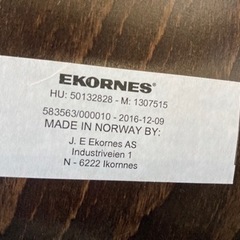 EKORNES®
HU: 50132828 - M: 1307515
583563/000010 - 2016-12-09
MADE IN NORWAY BY:
J. E Ekornes AS
Industriveien 1
N - 6222 Ikornnes